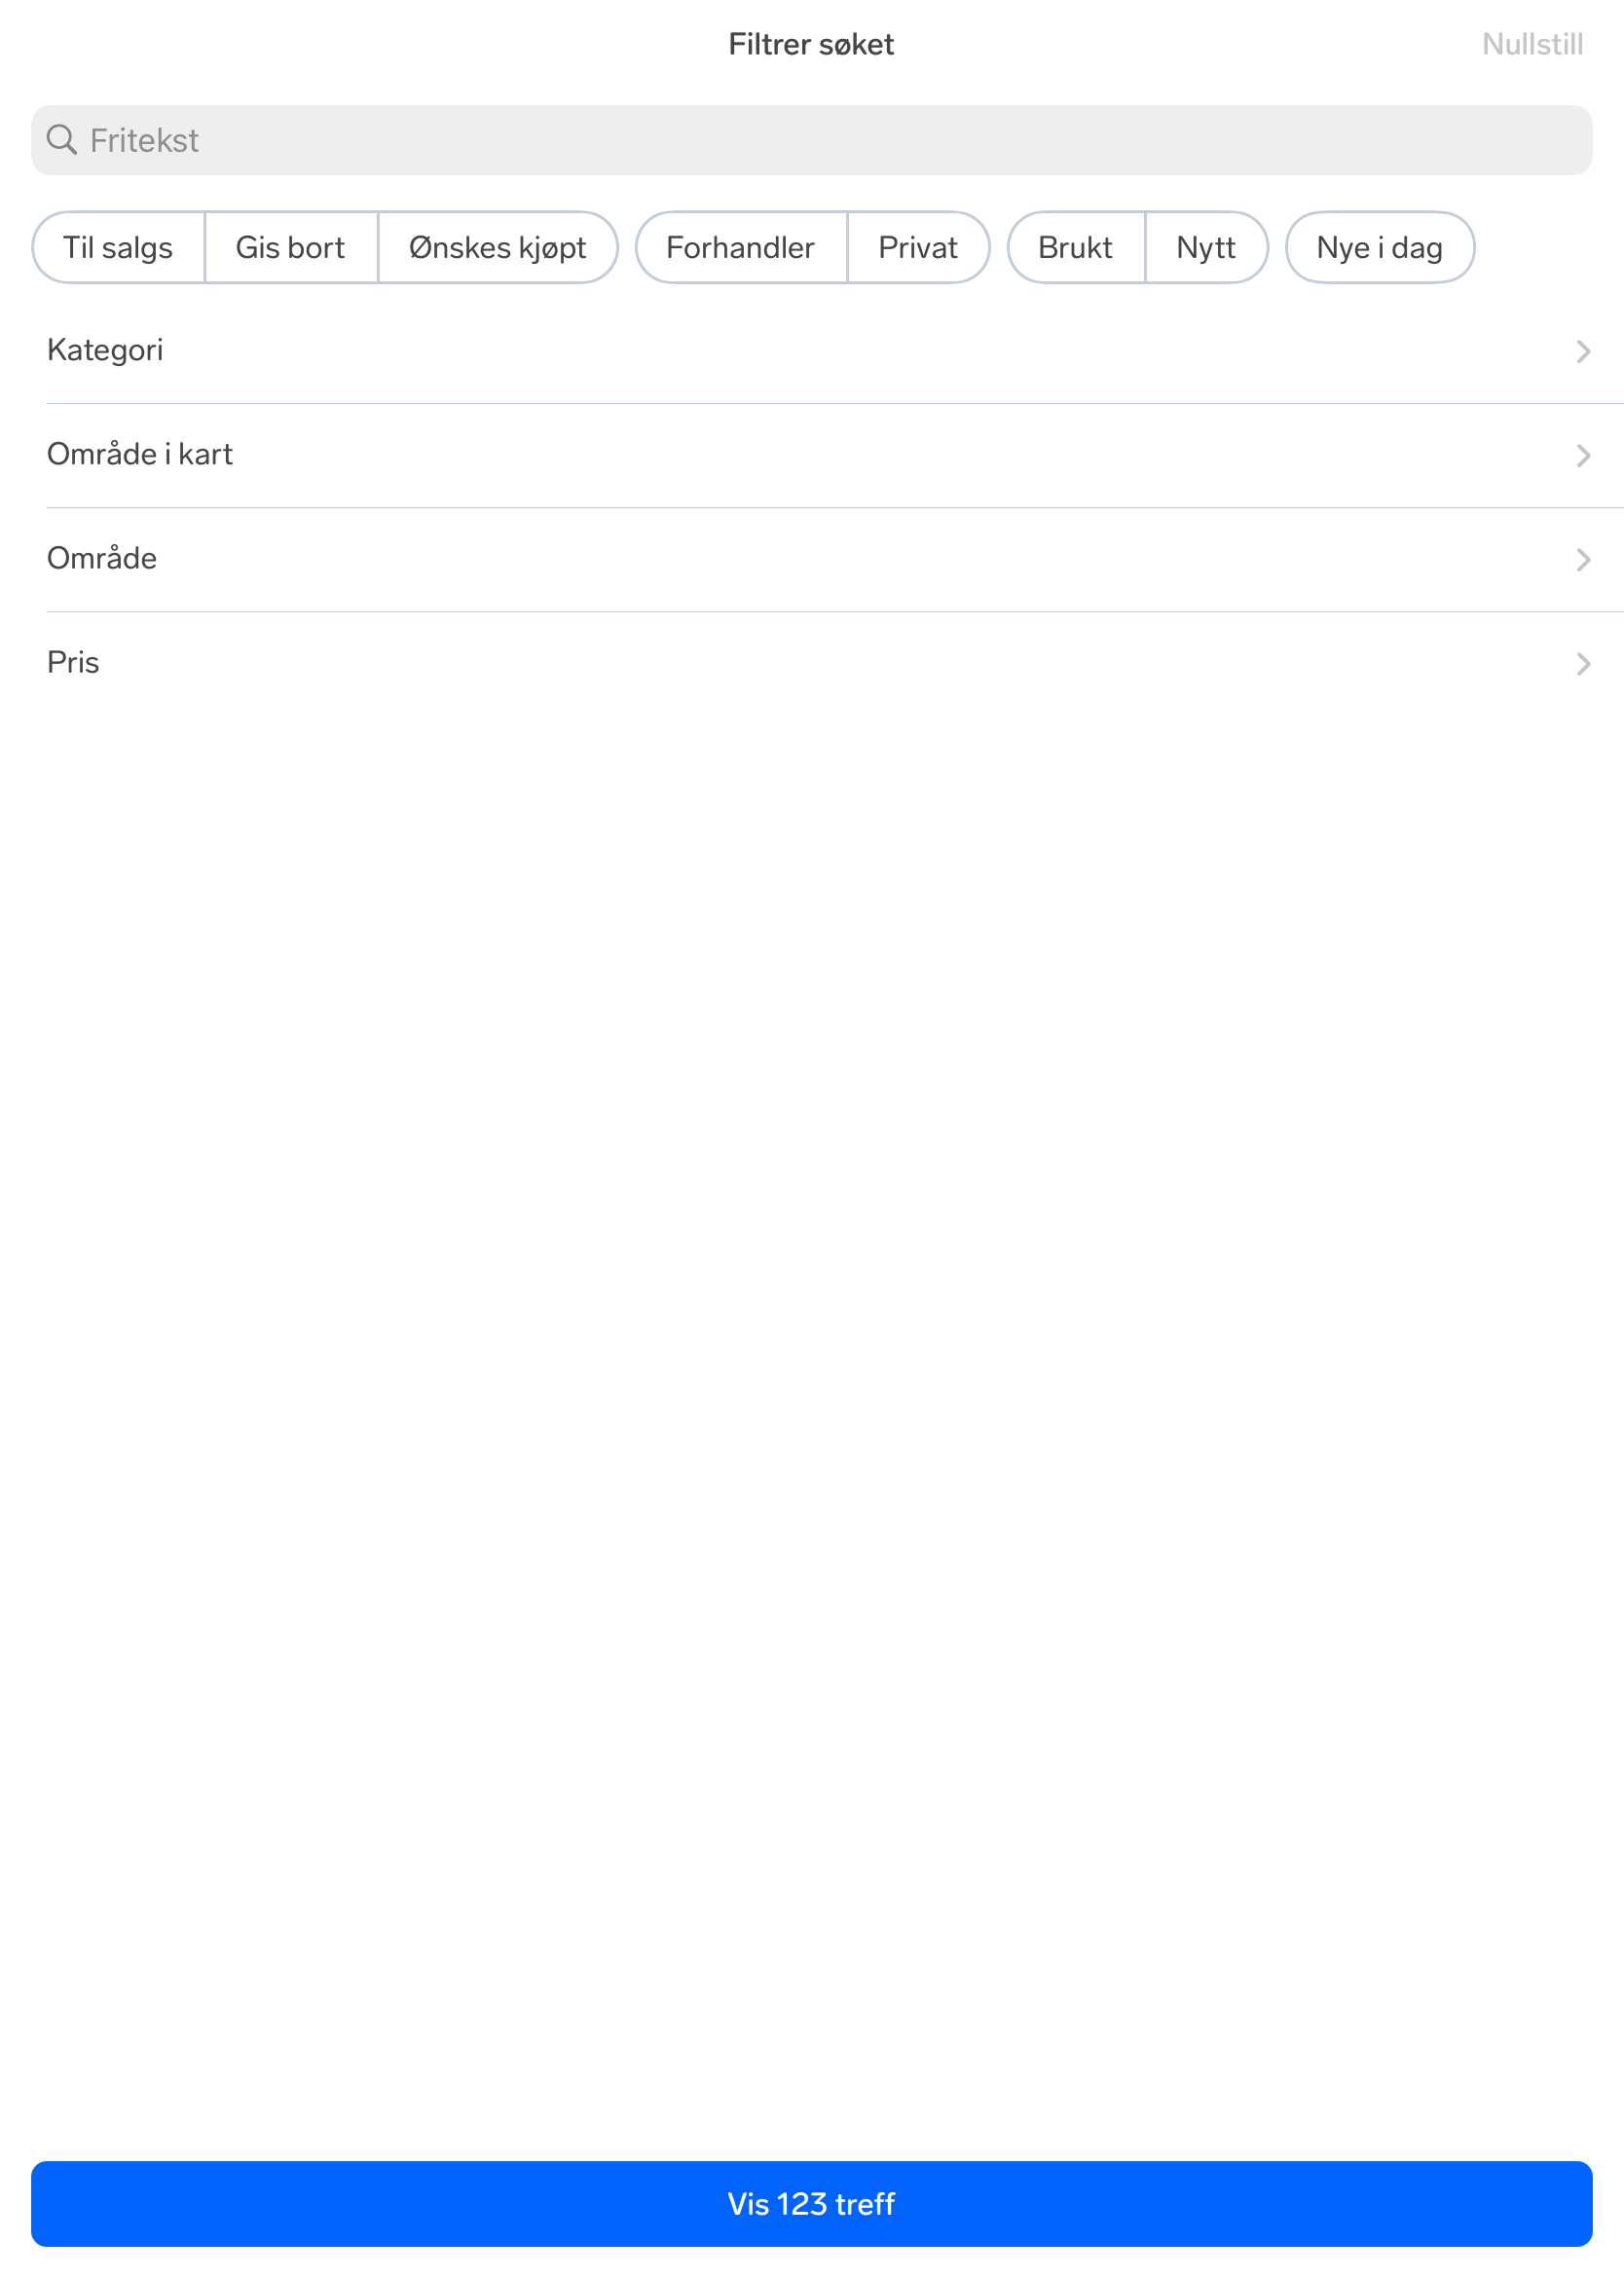 Filtrer søket
Nullstill
Fritekst
Til salgs Gis bort Ønskes kjøpt Forhandler Privat Brukt Nytt Nye i dag
Kategori
Område i kart
Område
Pris
Vis 123 treff